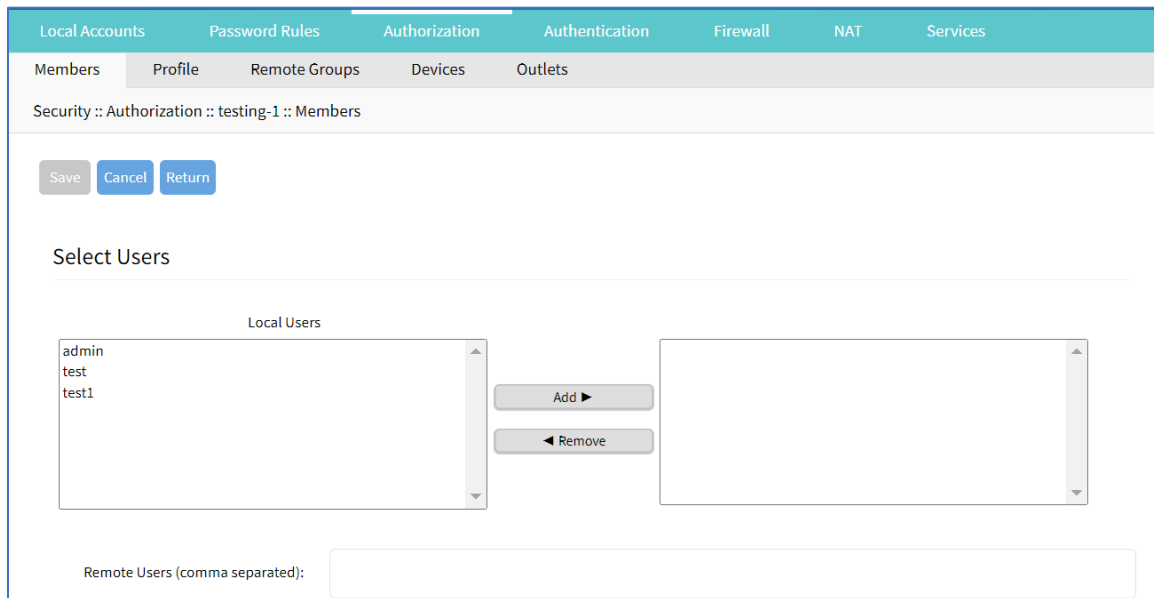 Local Accounts Password Rules Authorization Authentication Firewall NAT Services
Members Profile Remote Groups Devices Outlets
Security :: Authorization :: testing-1 :: Members
Save Cancel Return
Select Users
Local Users
admin
test
test1
Add ►
◄ Remove
Remote Users (comma separated):